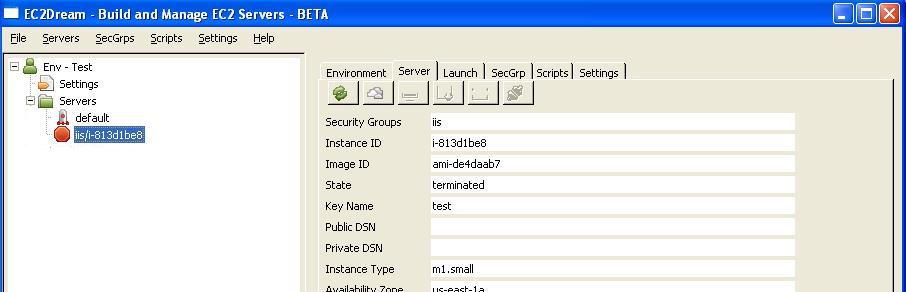 EC2Dream - Build and Manage EC2 Servers - BETA
File Servers SecGrps Scripts Settings Help
Env - Test
Settings
Servers
default
iis/i-813d1be8
Environment Server Launch SecGrp Scripts Settings
Security Groups iis
Instance ID i-813d1be8
Image ID ami-de4daab7
State terminated
Key Name test
Public DSN
Private DSN
Instance Type m1.small
Availability Zone us-east-1a